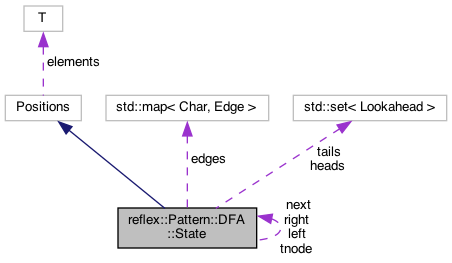 T
elements
Positions
std::map< Char, Edge >
std::set< Lookahead >
edges
tails
heads
reflex::Pattern::DFA
::State
next
right
left
tnode